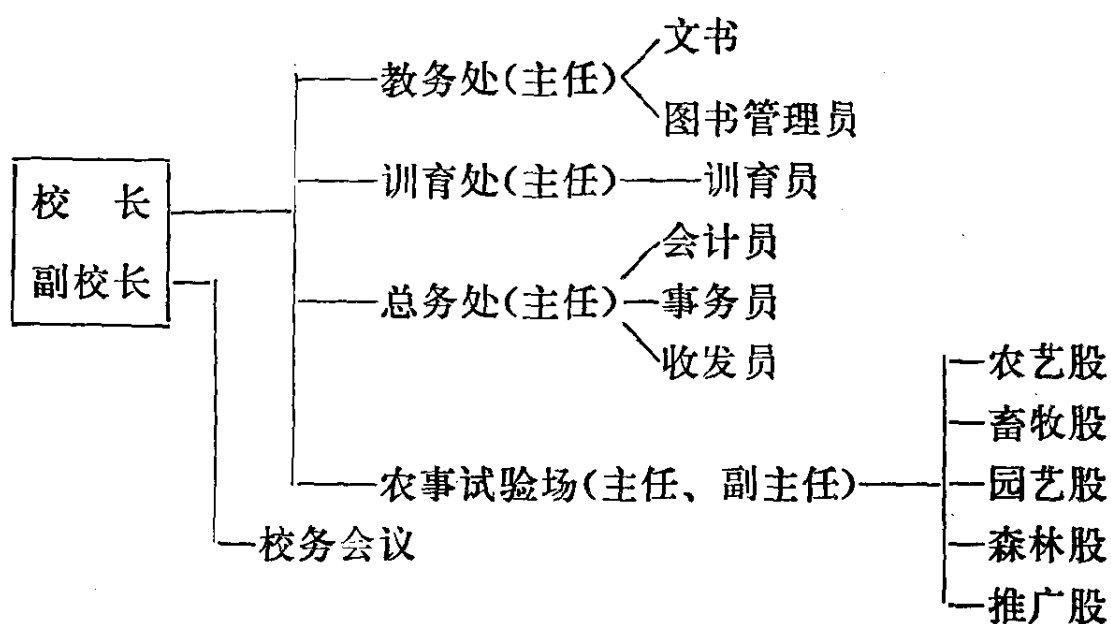 文书
教务处(主任)
图书管理员
校 长
训育处(主任)
训育员
副校长
会计员
总务处(主任)
事务员
收发员
农艺股
畜牧股
农事试验场(主任、副主任)
园艺股
校务会议
森林股
推广股